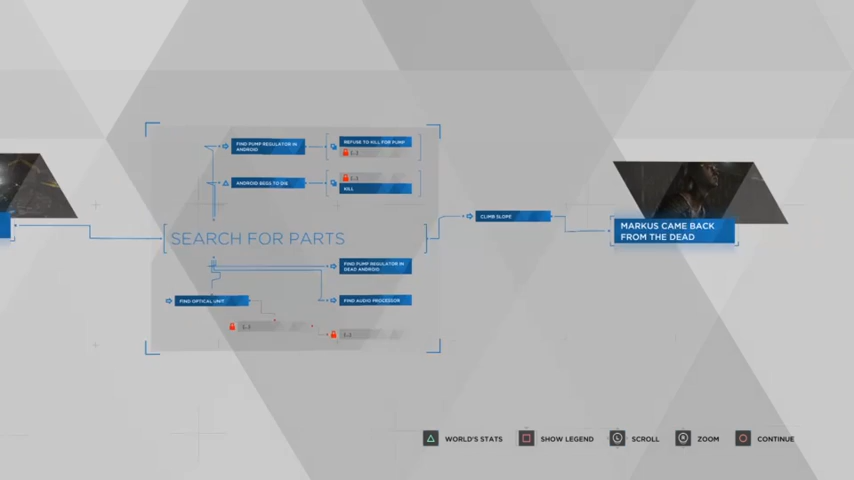 FIND PUMP REGULATOR IN
ANDROID
REFUSE TO KILL FOR PUMP
[...]
ANDROID BEGS TO DIE
[...]
KILL
SEARCH FOR PARTS
CLIMB SLOPE
MARKUS CAME BACK
FROM THE DEAD
FIND PUMP REGULATOR IN
DEAD ANDROID
FIND OPTICAL UNIT
FIND AUDIO PROCESSOR
[...]
[...]
WORLD'S STATS
SHOW LEGEND
L
SCROLL
R
ZOOM
CONTINUE